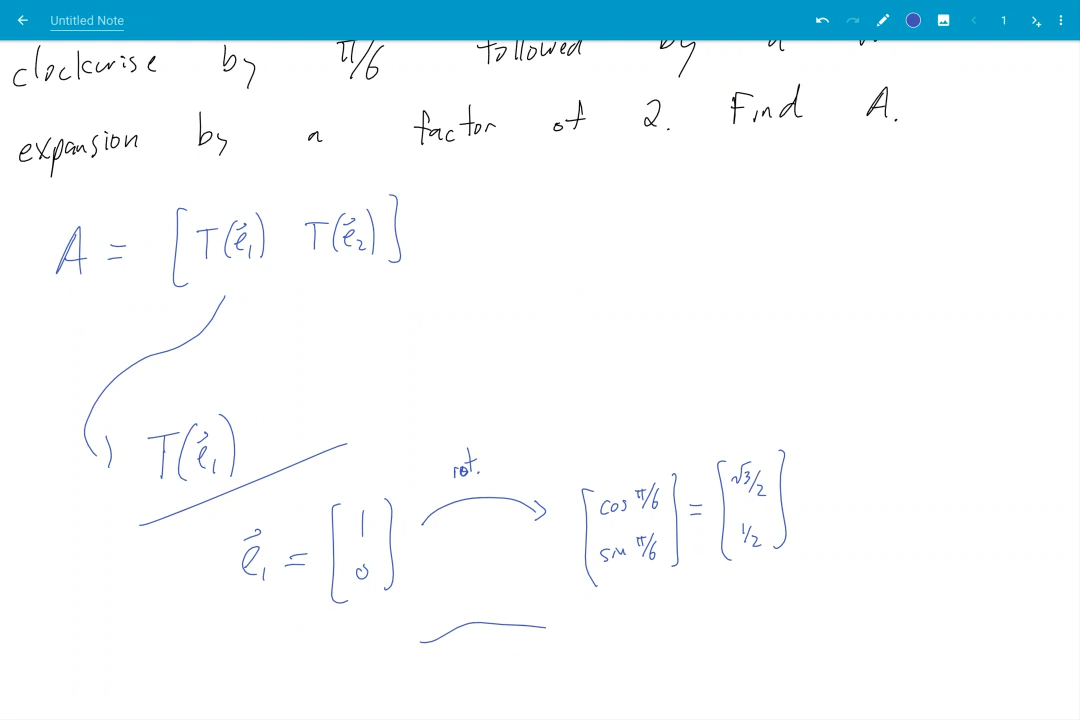 Untitled Note
1
clockwise by π/6 followed by a
expansion by a factor of 2. Find A.
A = [T(e⃗₁) T(e⃗₂)]
T(e⃗₁)
rot.
e⃗₁ = [1 0] [cos π/6 sin π/6] = [√3/2 1/2]